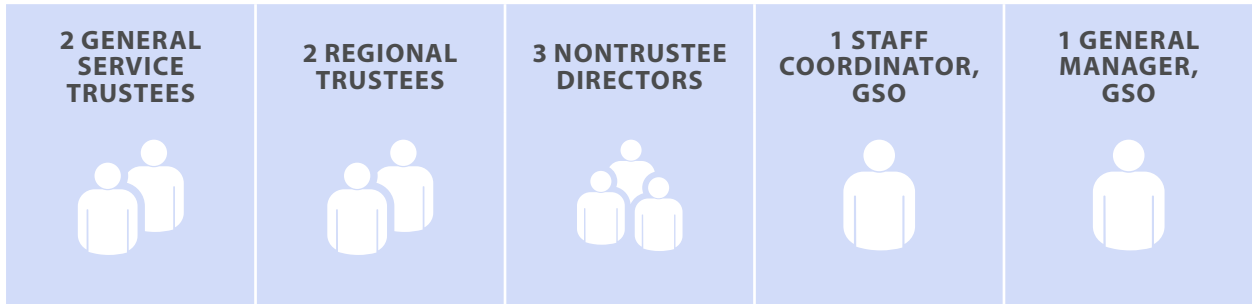 2 GENERAL
SERVICE
TRUSTEES
2 REGIONAL
TRUSTEES
3 NONTRUSTEE
DIRECTORS
1 STAFF
COORDINATOR,
GSO
1 GENERAL
MANAGER,
GSO